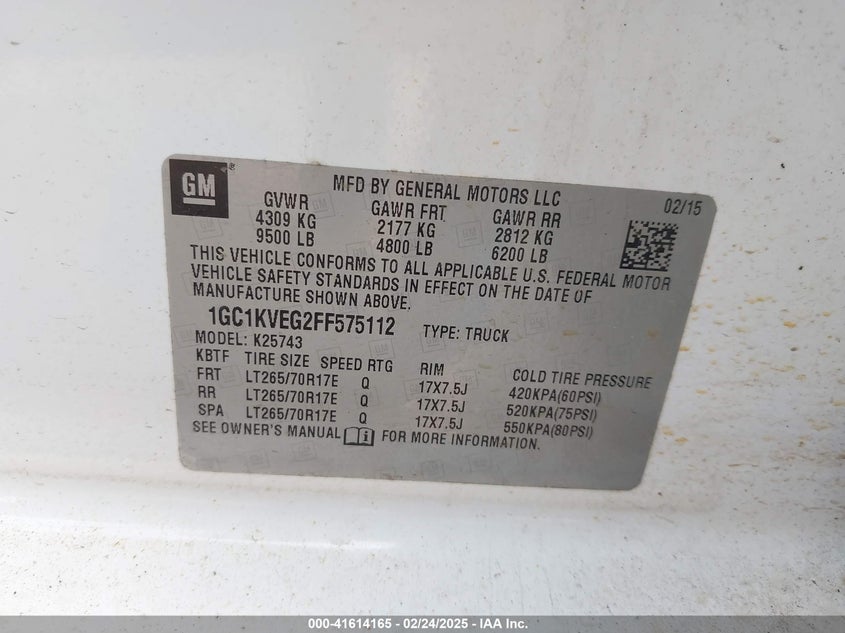 GM
MFD BY GENERAL MOTORS LLC
02/15
GVWR GAWR FRT GAWR RR
4309 KG 2177 KG 2812 KG
9500 LB 4800 LB 6200 LB
THIS VEHICLE CONFORMS TO ALL APPLICABLE U.S. FEDERAL MOTOR
VEHICLE SAFETY STANDARDS IN EFFECT ON THE DATE OF
MANUFACTURE SHOWN ABOVE.
1GC1KVEG2FF575112 TYPE: TRUCK
MODEL: K25743
KBTF TIRE SIZE SPEED RTG RIM COLD TIRE PRESSURE
FRT LT265/70R17E Q 17X7.5J 420KPA(60PSI)
RR LT265/70R17E Q 17X7.5J 520KPA(75PSI)
SPA LT265/70R17E Q 17X7.5J 550KPA(80PSI)
SEE OWNER'S MANUAL FOR MORE INFORMATION.
000-41614165 - 02/24/2025 - IAA Inc.